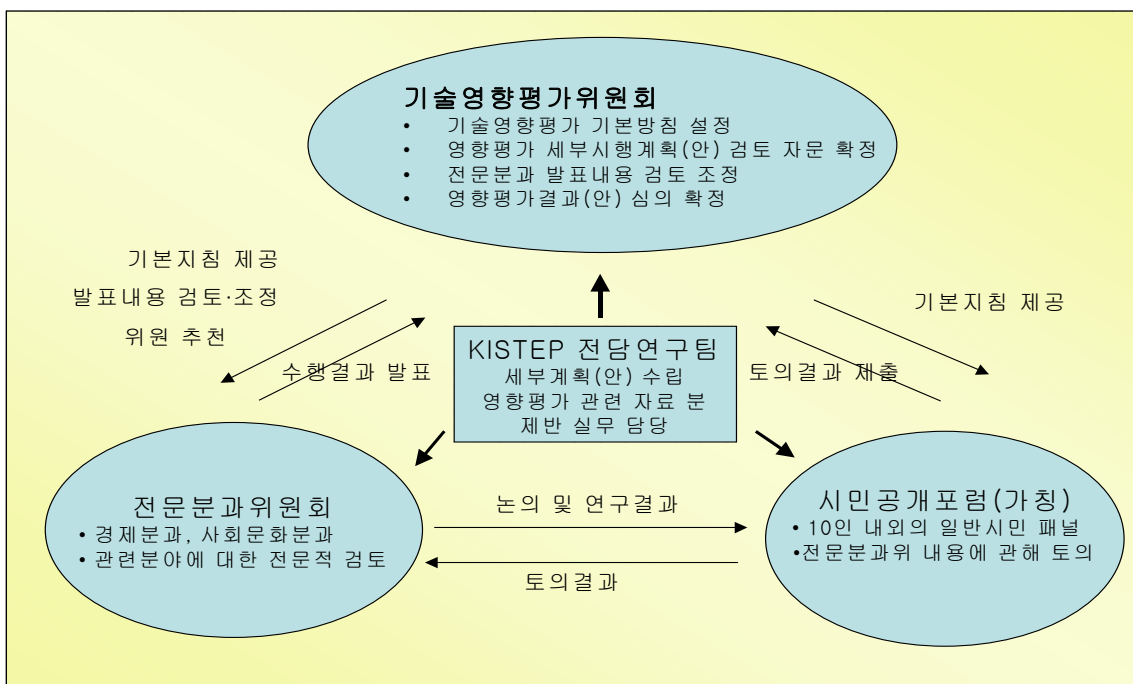 기술영향평가위원회
• 기술영향평가 기본방침 설정
• 영향평가 세부시행계획(안) 검토 자문 확정
• 전문분과 발표내용 검토 조정
• 영향평가결과(안) 심의 확정
기본지침 제공
발표내용 검토·조정
위원 추천
수행결과 발표
기본지침 제공
토의결과 제출
KISTEP 전담연구팀
세부계획(안) 수립
영향평가 관련 자료 분
제반 실무 담당
전문분과위원회
• 경제분과, 사회문화분과
• 관련분야에 대한 전문적 검토
논의 및 연구결과
토의결과
시민공개포럼(가칭)
• 10인 내외의 일반시민 패널
•전문분과위 내용에 관해 토의